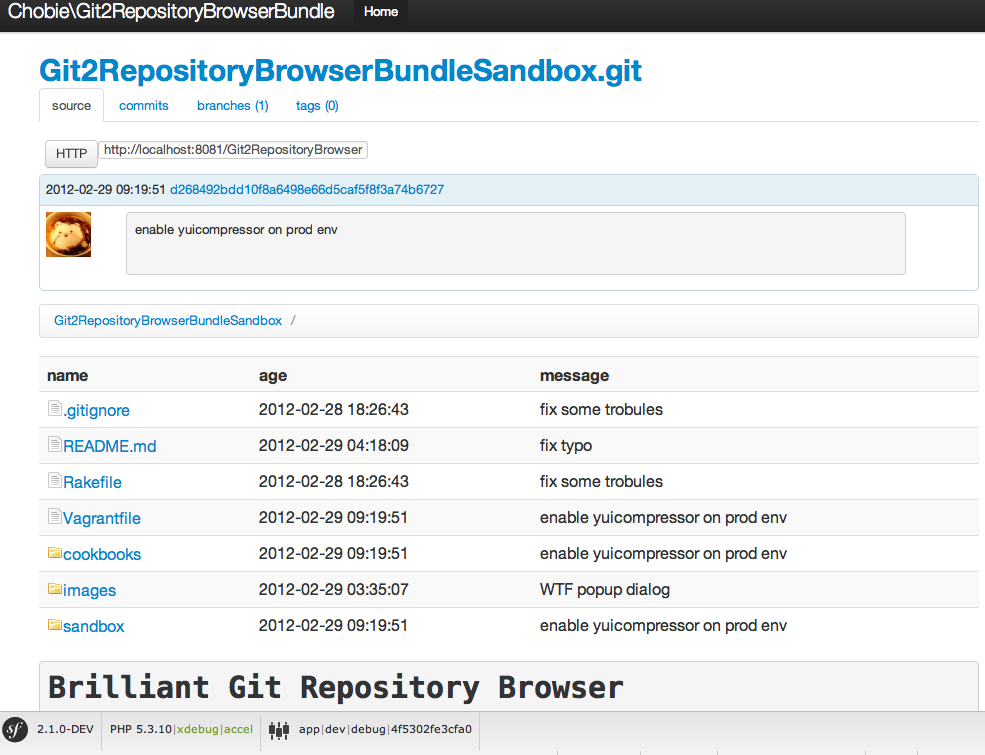 Chobie\Git2RepositoryBrowserBundle Home
Git2RepositoryBrowserBundleSandbox.git
source commits branches (1) tags (0)
HTTP http://localhost:8081/Git2RepositoryBrowser
2012-02-29 09:19:51 d268492bdd10f8a6498e66d5caf5f8f3a74b6727
enable yuicompressor on prod env
Git2RepositoryBrowserBundleSandbox /
name age message
.gitignore 2012-02-28 18:26:43 fix some trobules
README.md 2012-02-29 04:18:09 fix typo
Rakefile 2012-02-28 18:26:43 fix some trobules
Vagrantfile 2012-02-29 09:19:51 enable yuicompressor on prod env
cookbooks 2012-02-29 09:19:51 enable yuicompressor on prod env
images 2012-02-29 03:35:07 WTF popup dialog
sandbox 2012-02-29 09:19:51 enable yuicompressor on prod env
Brilliant Git Repository Browser
sf 2.1.0-DEV PHP 5.3.10|xdebug|accel app|dev|debug|4f5302fe3cfa0